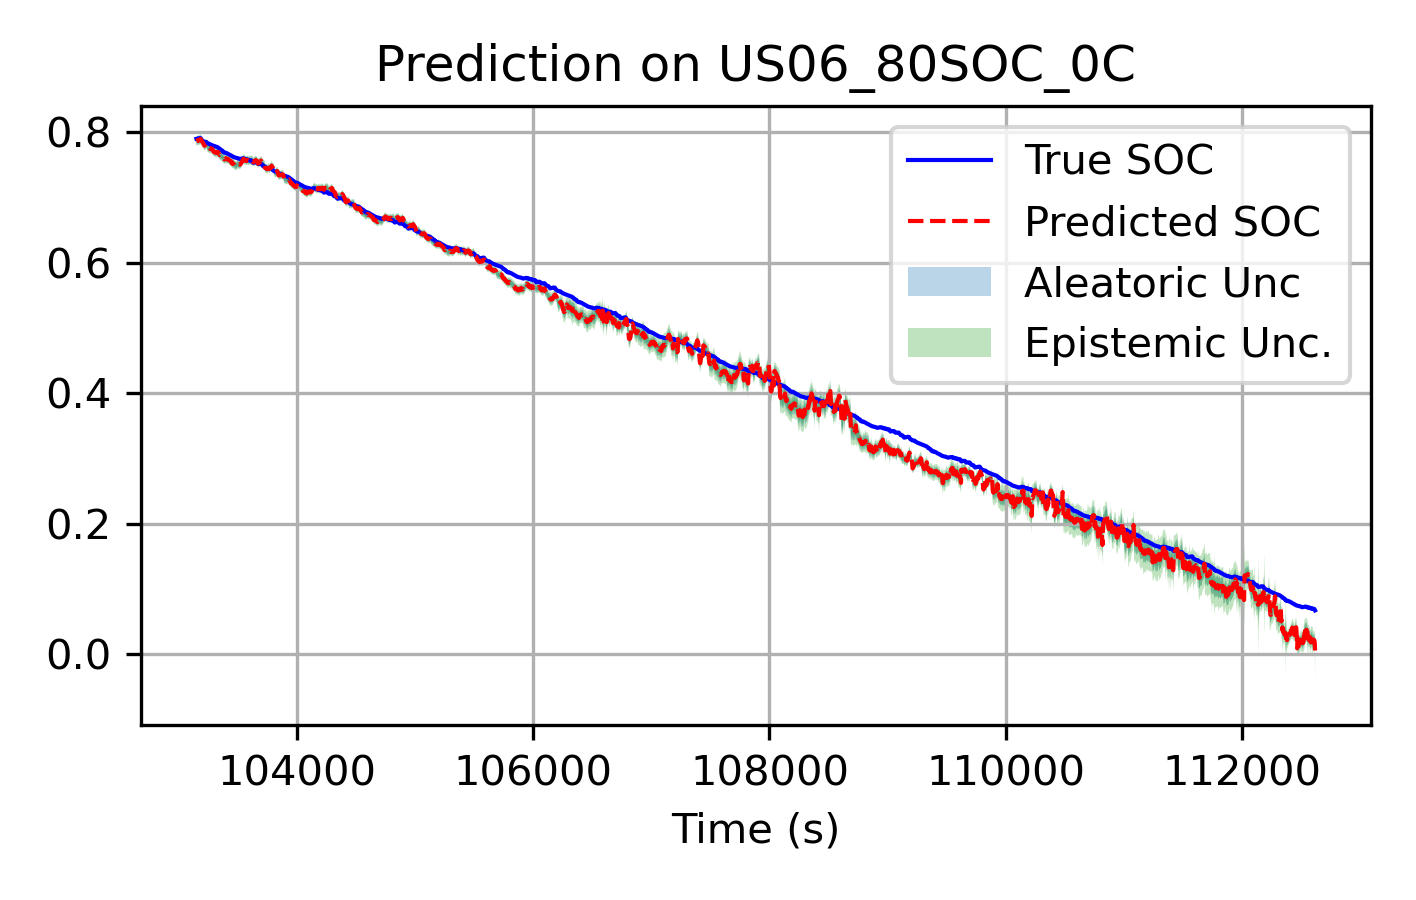 Prediction on US06_80SOC_0C
0.8
0.6
0.4
0.2
0.0
True SOC
Predicted SOC
Aleatoric Unc
Epistemic Unc.
104000 106000 108000 110000 112000
Time (s)